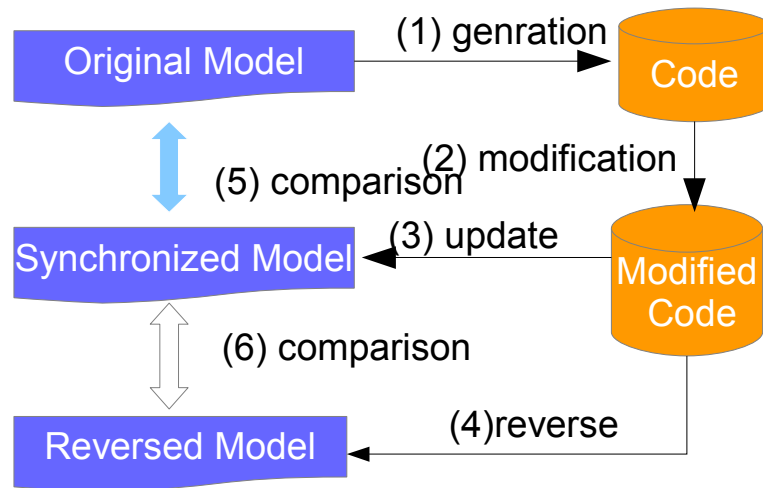 Original Model
(1) genration
Code
(2) modification
(5) comparison
(3) update
Synchronized Model
Modified
Code
(6) comparison
(4)reverse
Reversed Model